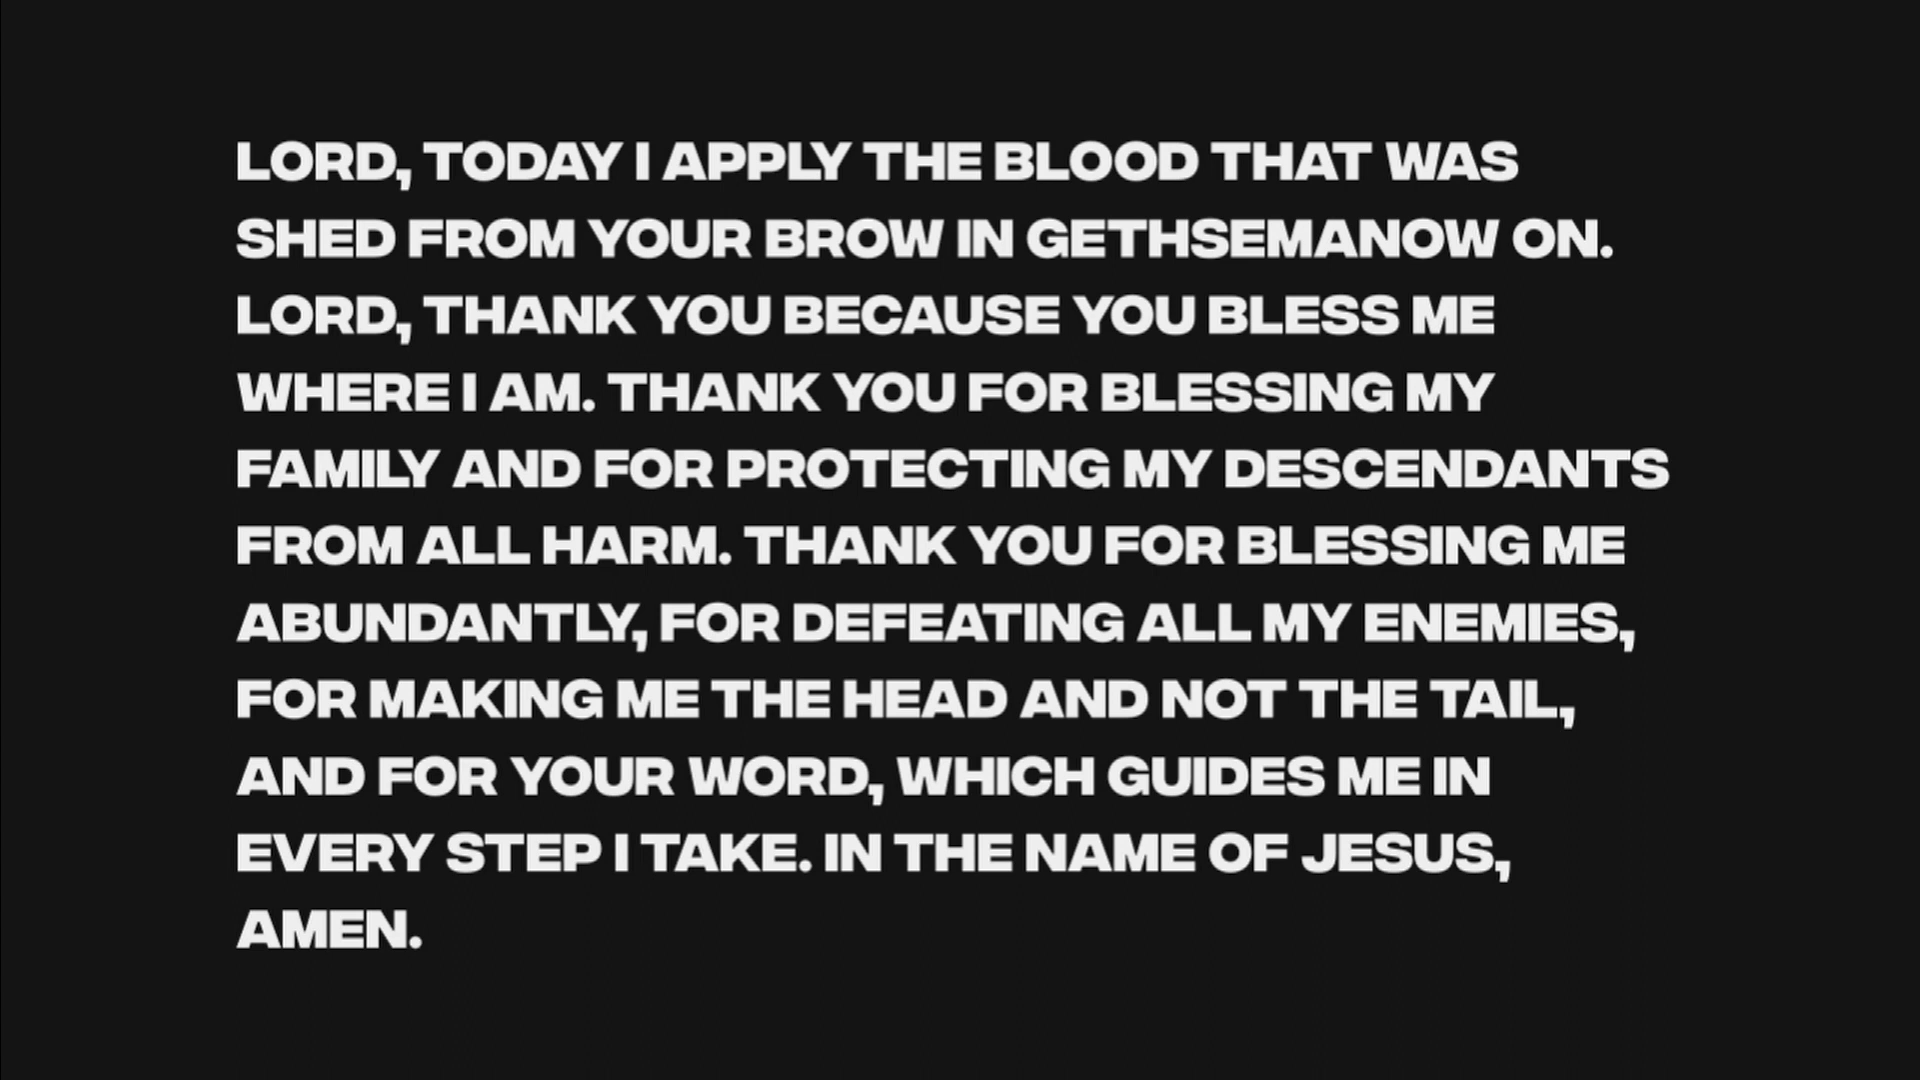 LORD, TODAY I APPLY THE BLOOD THAT WAS
SHED FROM YOUR BROW IN GETHSEMANOW ON.
LORD, THANK YOU BECAUSE YOU BLESS ME
WHERE I AM. THANK YOU FOR BLESSING MY
FAMILY AND FOR PROTECTING MY DESCENDANTS
FROM ALL HARM. THANK YOU FOR BLESSING ME
ABUNDANTLY, FOR DEFEATING ALL MY ENEMIES,
FOR MAKING ME THE HEAD AND NOT THE TAIL,
AND FOR YOUR WORD, WHICH GUIDES ME IN
EVERY STEP I TAKE. IN THE NAME OF JESUS,
AMEN.